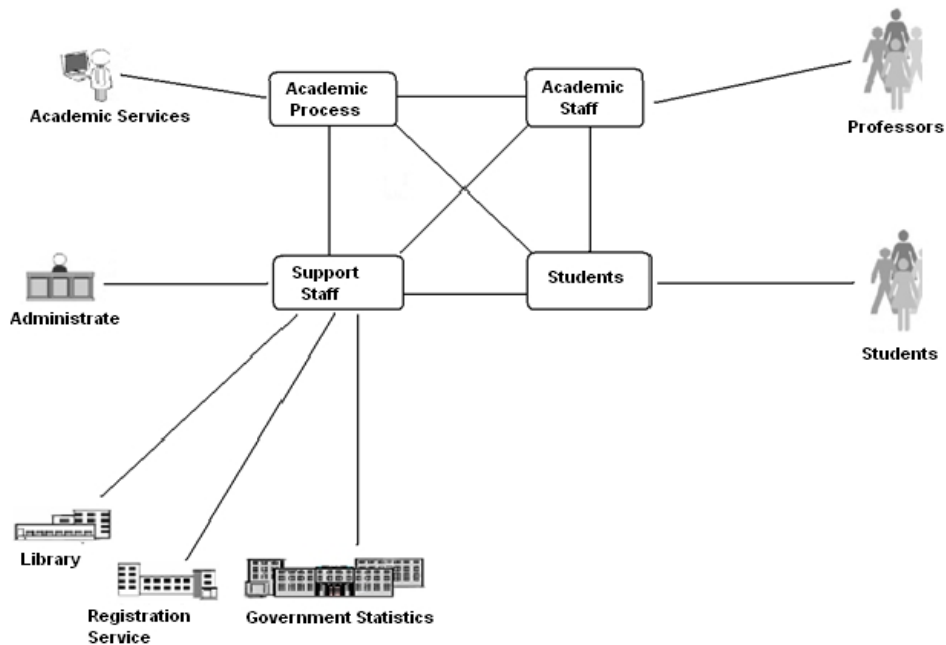 Academic
Process
Academic
Staff
Academic Services
Professors
Support
Staff
Students
Administrate
Students
Library
Registration
Service
Government Statistics